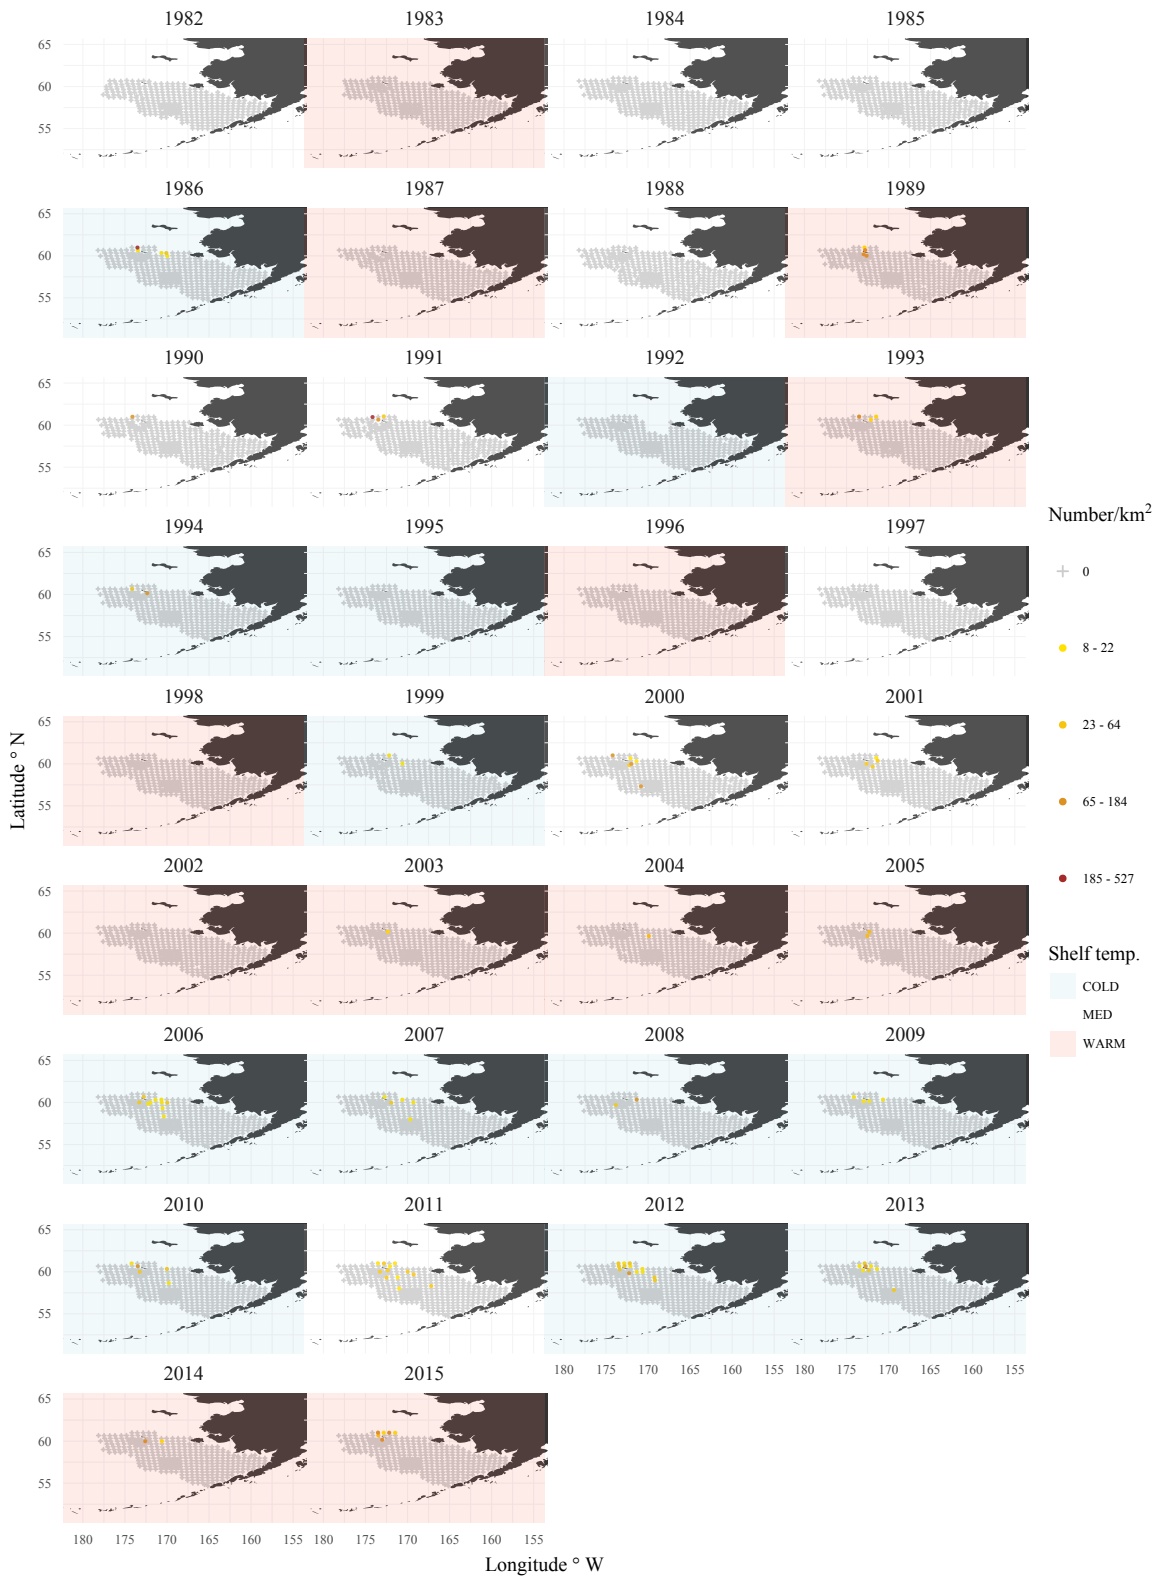 1982 1983 1984 1985
65
60
55
1986 1987 1988 1989
65
60
55
1990 1991 1992 1993
65
60
55
Number/km²
1994 1995 1996 1997
65
0
60
55
8 - 22
1998 1999 2000 2001
65
23 - 64
60
Latitude ° N
65 - 184
55
2002 2003 2004 2005
185 - 527
65
60
Shelf temp.
55
COLD
MED
2006 2007 2008 2009
WARM
65
60
55
2010 2011 2012 2013
65
60
55
180 175 170 165 160 155 180 175 170 165 160 155
2014 2015
65
60
55
180 175 170 165 160 155 180 175 170 165 160 155
Longitude ° W